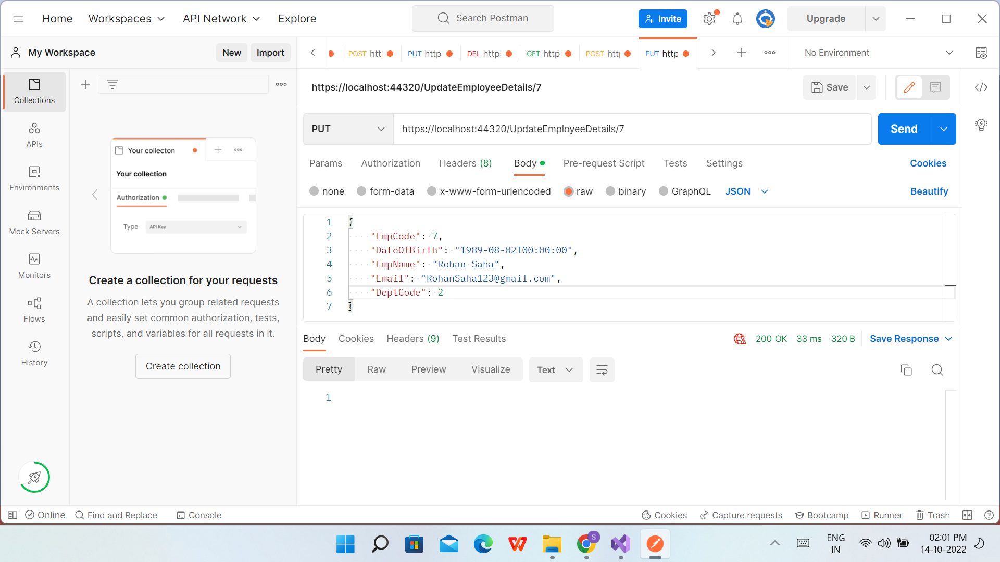 Home
Workspaces
API Network
Explore
Search Postman
Invite
Upgrade
My Workspace
New
Import
POST
PUT http
DEL
GET http
POST
PUT http
No Environment
Collections
APIs
Environments
Mock Servers
Monitors
Flows
History
Your collecton
Your collection
Authorization
Type
API Key
Create a collection for your requests
A collection lets you group related requests
and easily set common authorization, tests,
scripts, and variables for all requests in it.
Create collection
https://localhost:44320/UpdateEmployeeDetails/7
Save
PUT
https://localhost:44320/UpdateEmployeeDetails/7
Send
Params
Authorization
Headers (8)
Body
Pre-request Script
Tests
Settings
Cookies
none
form-data
x-www-form-urlencoded
raw
binary
GraphQL
JSON
Beautify
1 {
2 "EmpCode": 7,
3 "DateOfBirth": "1989-08-02T00:00:00",
4 "EmpName": "Rohan Saha",
5 "Email": "RohanSaha123@gmail.com",
6 "DeptCode": 2
7 }
Body
Cookies
Headers (9)
Test Results
200 OK
33 ms
320 B
Save Response
Pretty
Raw
Preview
Visualize
Text
1
Online
Find and Replace
Console
Cookies
Capture requests
Bootcamp
Runner
Trash
S
ENG
IN
02:01 PM
14-10-2022